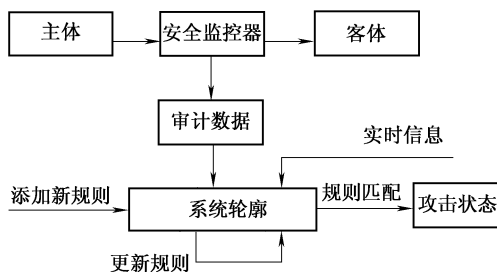 主体
安全监控器
客体
审计数据
实时信息
添加新规则
系统轮廓
规则匹配
攻击状态
更新规则